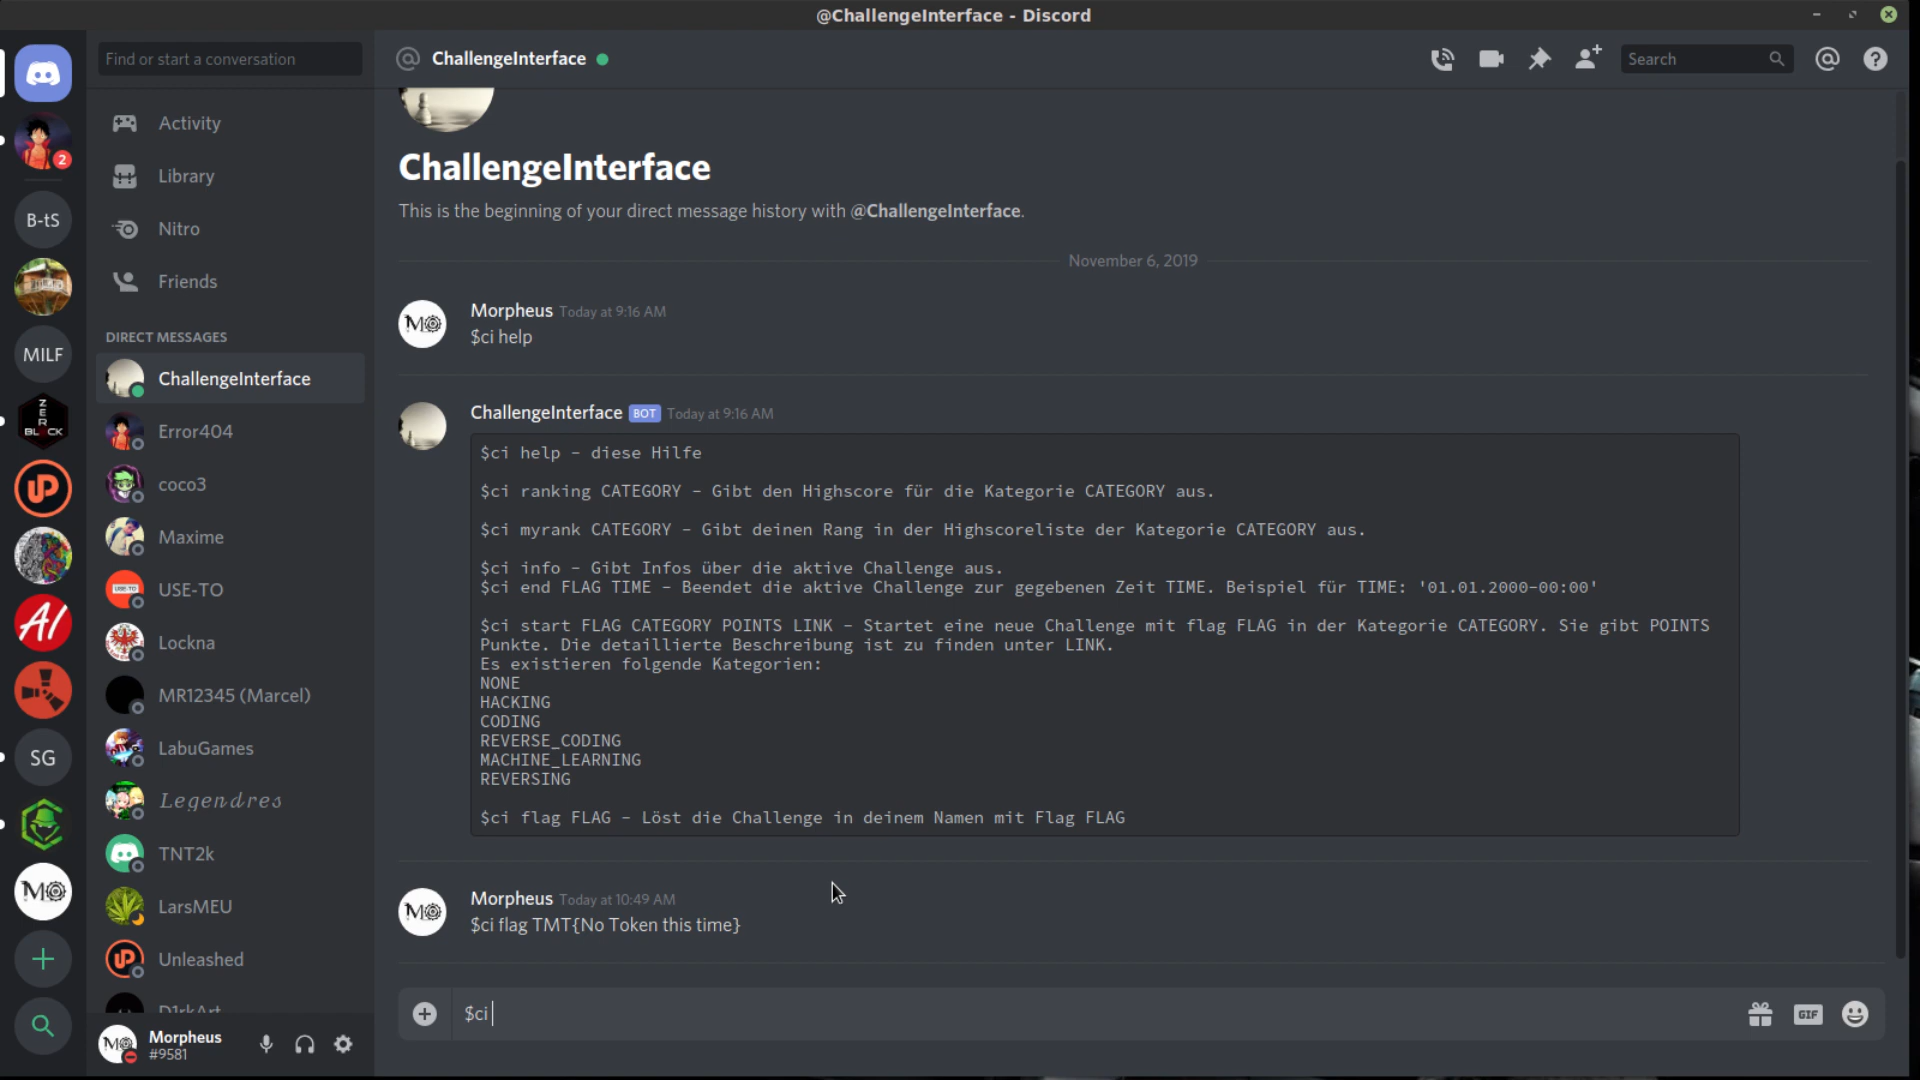 @ChallengeInterface - Discord
Find or start a conversation
ChallengeInterface
Search
Activity
Library
Nitro
Friends
DIRECT MESSAGES
ChallengeInterface
Error404
coco3
Maxime
USE-TO
Lockna
MR12345 (Marcel)
LabuGames
Legendres
TNT2k
LarsMEU
Unleashed
D1rkArt
Morpheus
#9581
2
B-tS
MILF
ZER
BLOCK
UP
AI
SG
MO
ChallengeInterface
This is the beginning of your direct message history with @ChallengeInterface.
November 6, 2019
Morpheus Today at 9:16 AM
$ci help
ChallengeInterface BOT Today at 9:16 AM
$ci help - diese Hilfe
$ci ranking CATEGORY - Gibt den Highscore für die Kategorie CATEGORY aus.
$ci myrank CATEGORY - Gibt deinen Rang in der Highscoreliste der Kategorie CATEGORY aus.
$ci info - Gibt Infos über die aktive Challenge aus.
$ci end FLAG TIME - Beendet die aktive Challenge zur gegebenen Zeit TIME. Beispiel für TIME: '01.01.2000-00:00'
$ci start FLAG CATEGORY POINTS LINK - Startet eine neue Challenge mit flag FLAG in der Kategorie CATEGORY. Sie gibt POINTS
Punkte. Die detaillierte Beschreibung ist zu finden unter LINK.
Es existieren folgende Kategorien:
NONE
HACKING
CODING
REVERSE_CODING
MACHINE_LEARNING
REVERSING
$ci flag FLAG - Löst die Challenge in deinem Namen mit Flag FLAG
Morpheus Today at 10:49 AM
$ci flag TMT{No Token this time}
$ci
GIF